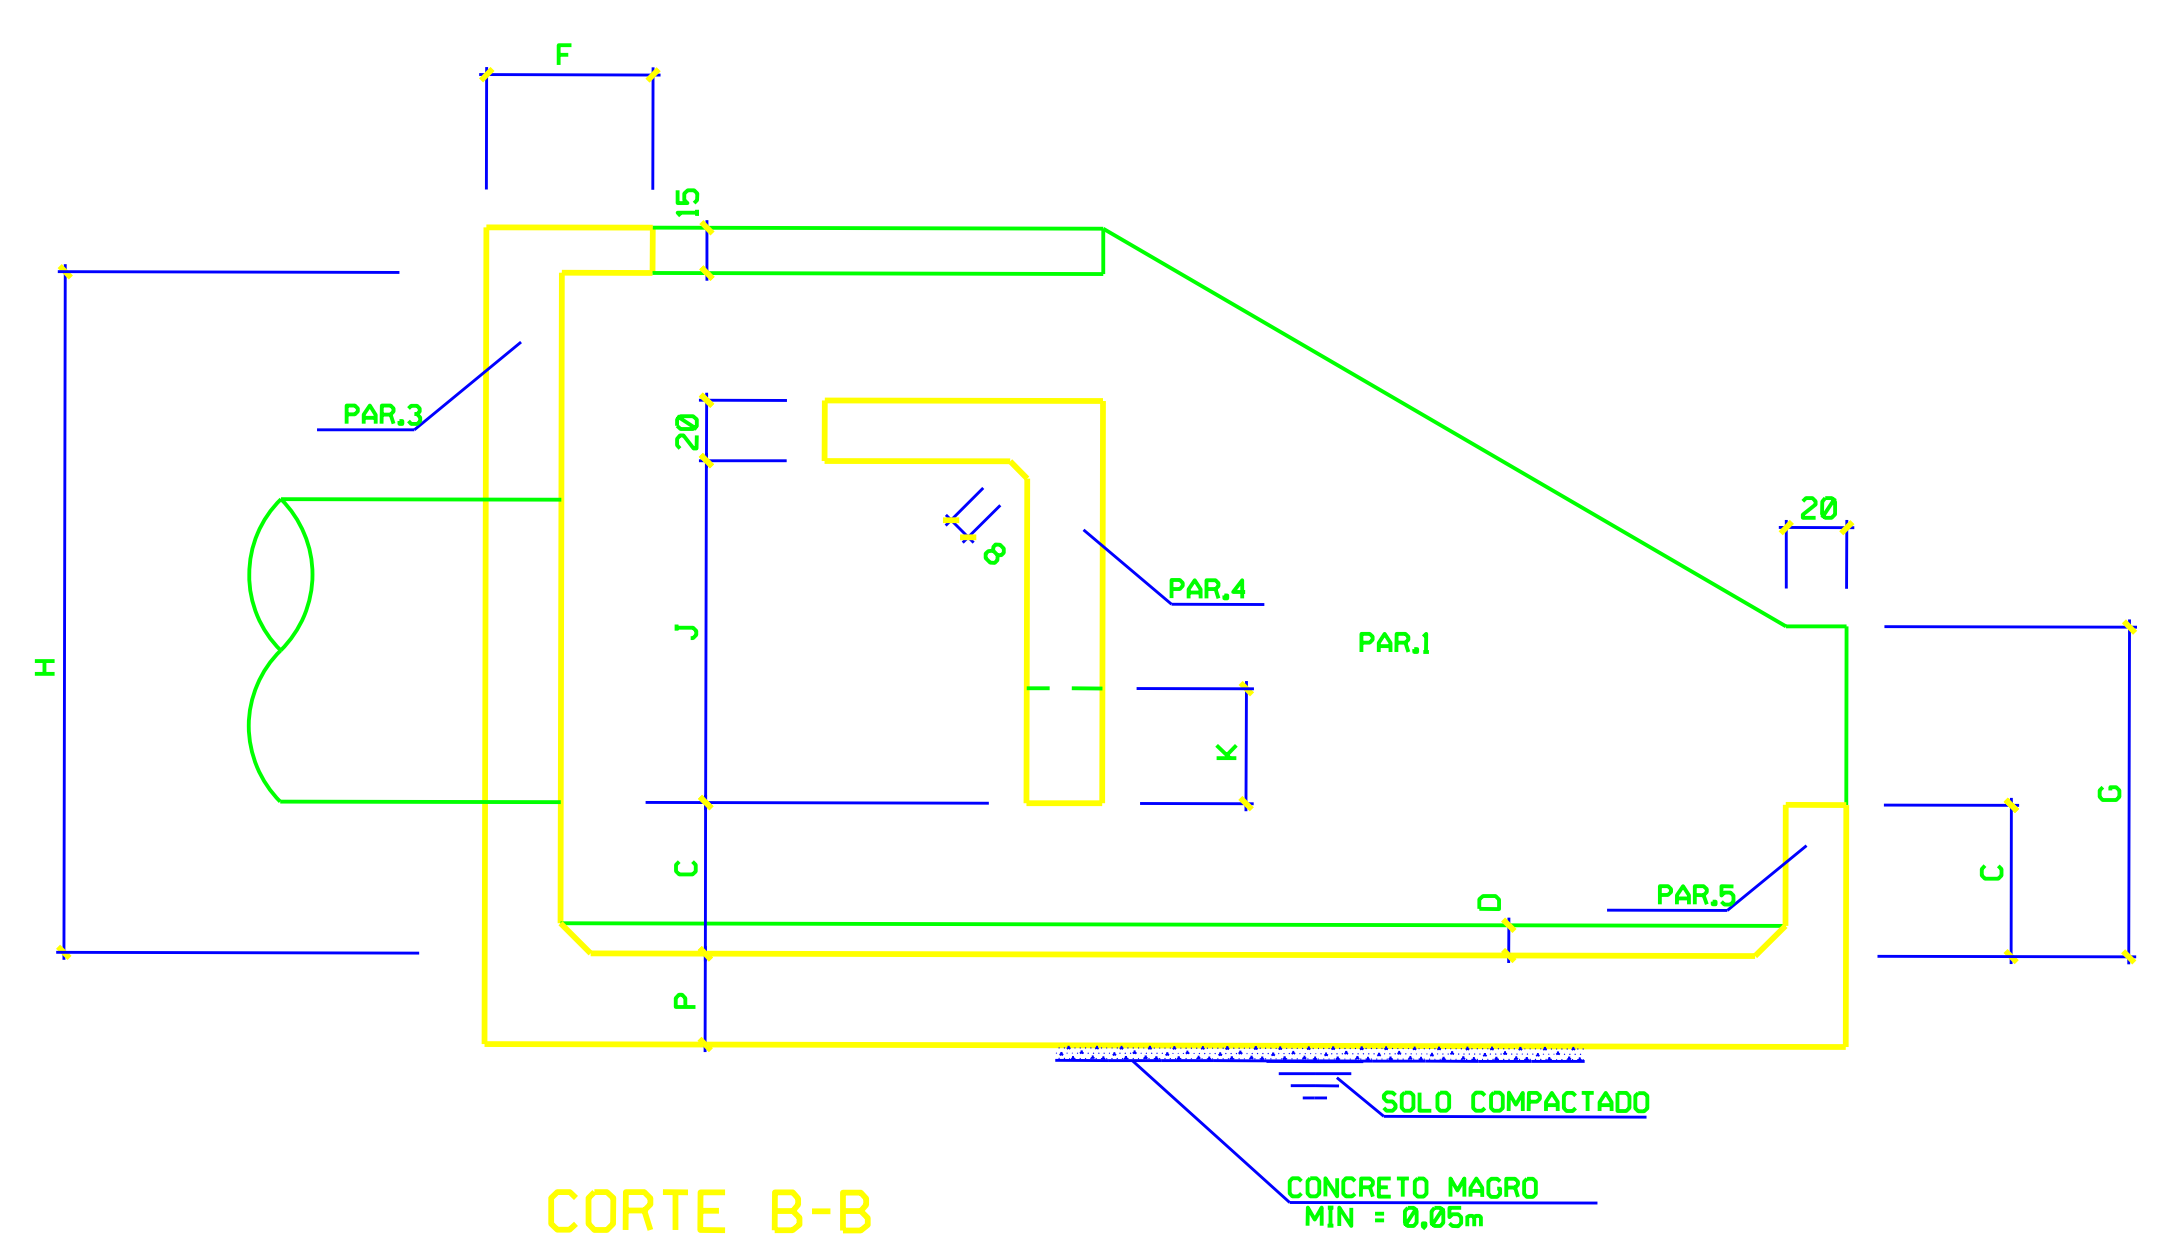 F
15
PAR.3
20
20
8
J
PAR.4
PAR.1
H
K
G
C
C
D
PAR.5
P
SOLO COMPACTADO
CONCRETO MAGRO
MIN = 0.05m
CORTE B-B